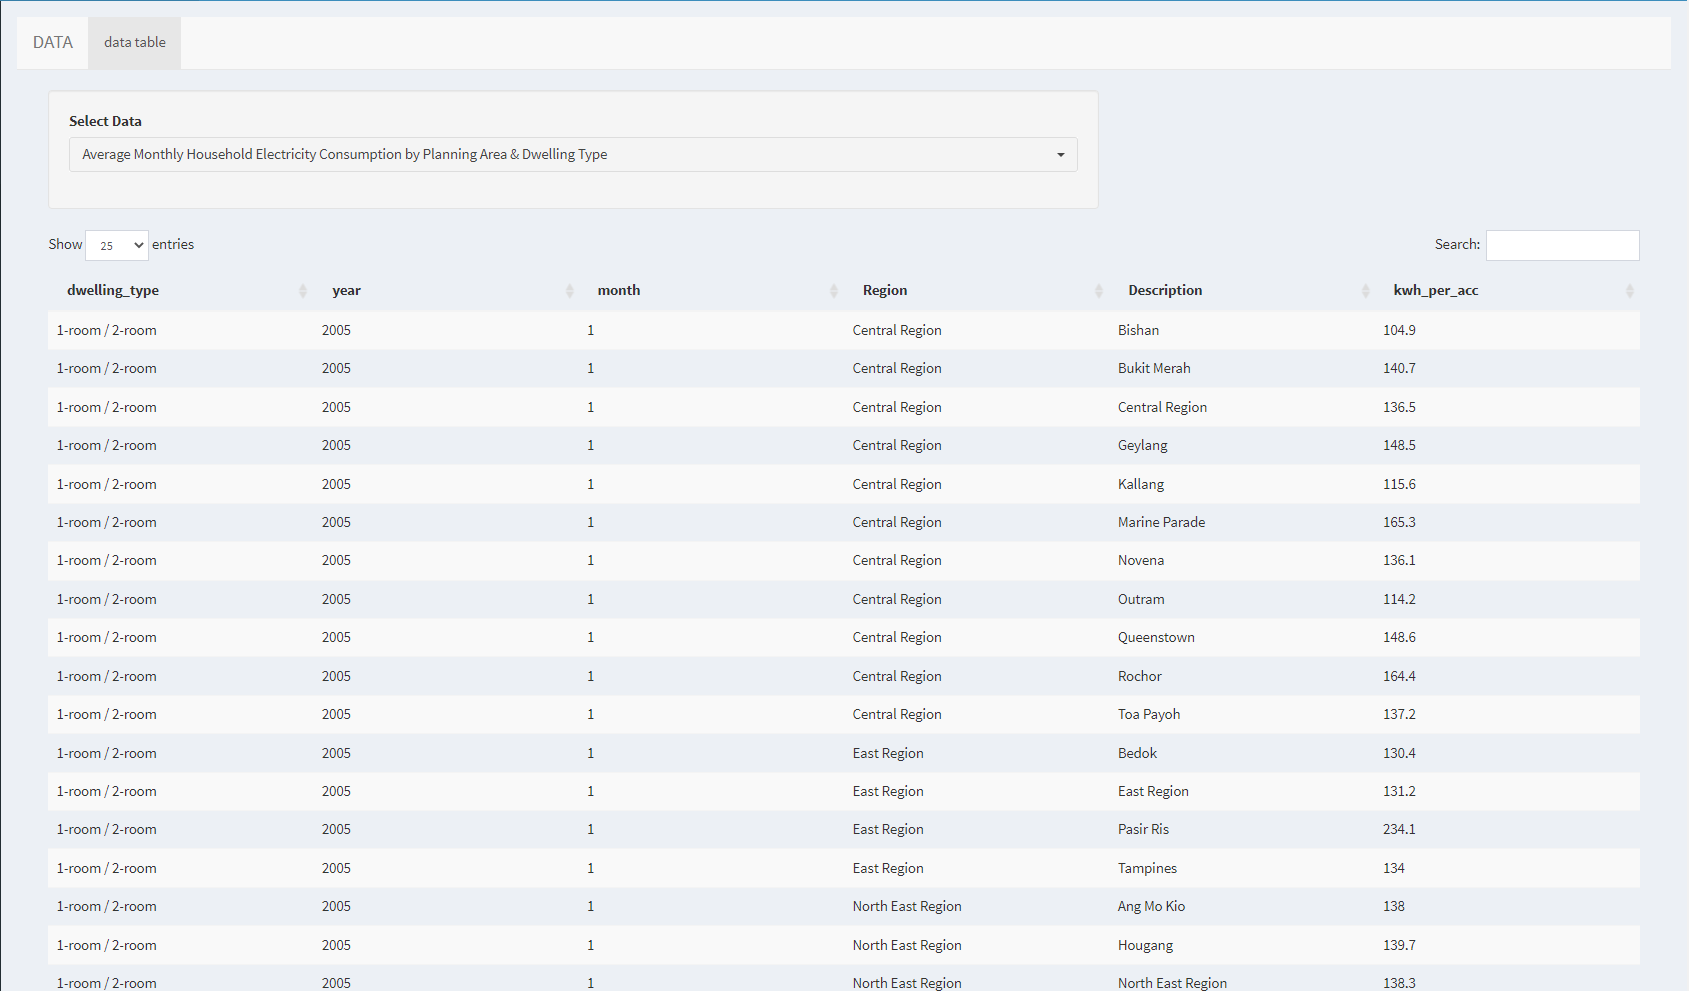 DATA data table
Select Data
Average Monthly Household Electricity Consumption by Planning Area & Dwelling Type
Show 25 entries Search:
dwelling_type year month Region Description kwh_per_acc
1-room / 2-room 2005 1 Central Region Bishan 104.9
1-room / 2-room 2005 1 Central Region Bukit Merah 140.7
1-room / 2-room 2005 1 Central Region Central Region 136.5
1-room / 2-room 2005 1 Central Region Geylang 148.5
1-room / 2-room 2005 1 Central Region Kallang 115.6
1-room / 2-room 2005 1 Central Region Marine Parade 165.3
1-room / 2-room 2005 1 Central Region Novena 136.1
1-room / 2-room 2005 1 Central Region Outram 114.2
1-room / 2-room 2005 1 Central Region Queenstown 148.6
1-room / 2-room 2005 1 Central Region Rochor 164.4
1-room / 2-room 2005 1 Central Region Toa Payoh 137.2
1-room / 2-room 2005 1 East Region Bedok 130.4
1-room / 2-room 2005 1 East Region East Region 131.2
1-room / 2-room 2005 1 East Region Pasir Ris 234.1
1-room / 2-room 2005 1 East Region Tampines 134
1-room / 2-room 2005 1 North East Region Ang Mo Kio 138
1-room / 2-room 2005 1 North East Region Hougang 139.7
1-room / 2-room 2005 1 North East Region North East Region 138.3